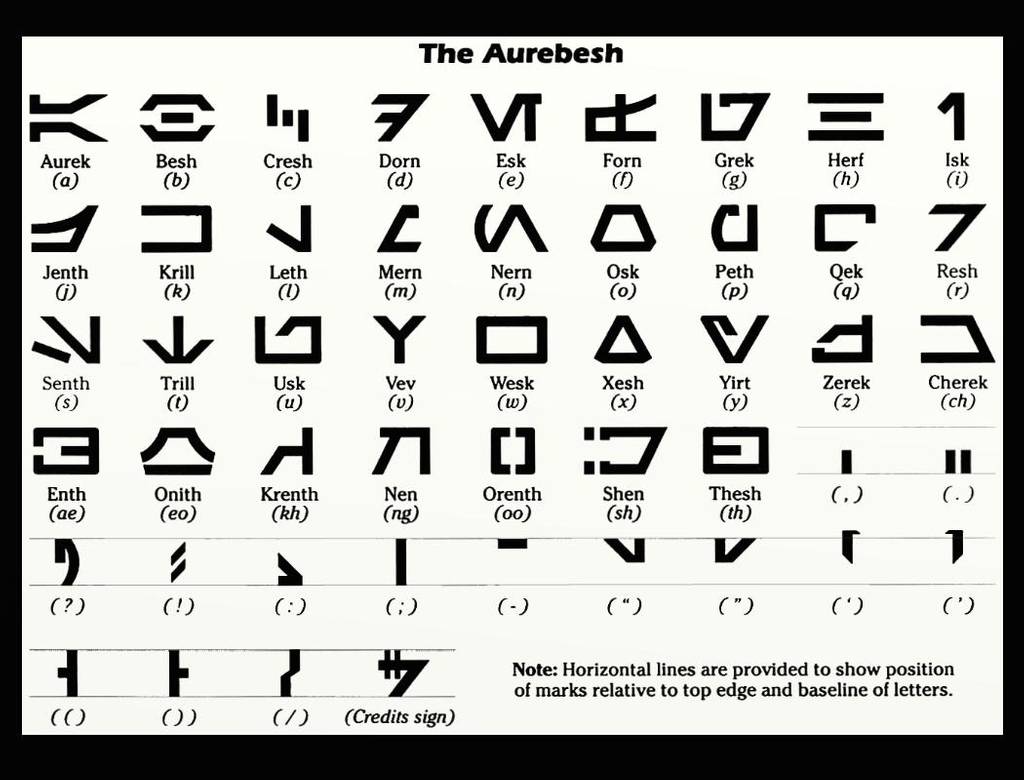 The Aurebesh
Aurek Besh Cresh Dorn Esk Forn Grek Herf Isk
(a) (b) (c) (d) (e) (f) (g) (h) (i)
Jenth Krill Leth Mern Nern Osk Peth Qek Resh
(j) (k) (l) (m) (n) (o) (p) (q) (r)
Senth Trill Usk Vev Wesk Xesh Yirt Zerek Cherek
(s) (t) (u) (v) (w) (x) (y) (z) (ch)
Enth Onith Krenth Nen Orenth Shen Thesh
(ae) (eo) (kh) (ng) (oo) (sh) (th) (,) (.)
(?) (!) (:) (;) (-) (“) (”) (‘) (’)
Note: Horizontal lines are provided to show position
of marks relative to top edge and baseline of letters.
(() ()) (/) (Credits sign)